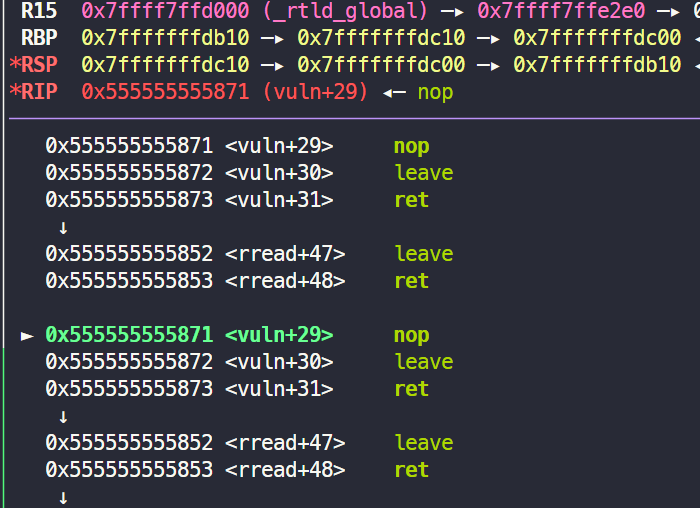 R15  0x7ffff7ffd000 (_rtld_global) —▸ 0x7ffff7ffe2e0 —▸ 0
RBP  0x7fffffffdb10 —▸ 0x7fffffffdc10 —▸ 0x7fffffffdc00 ◂
*RSP  0x7fffffffdc10 —▸ 0x7fffffffdc00 —▸ 0x7fffffffdb10 ◂
*RIP  0x555555555871 (vuln+29) ◂— nop
0x555555555871 <vuln+29>     nop
0x555555555872 <vuln+30>     leave
0x555555555873 <vuln+31>     ret
↓
0x555555555852 <rread+47>    leave
0x555555555853 <rread+48>    ret
► 0x555555555871 <vuln+29>     nop
0x555555555872 <vuln+30>     leave
0x555555555873 <vuln+31>     ret
↓
0x555555555852 <rread+47>    leave
0x555555555853 <rread+48>    ret
↓